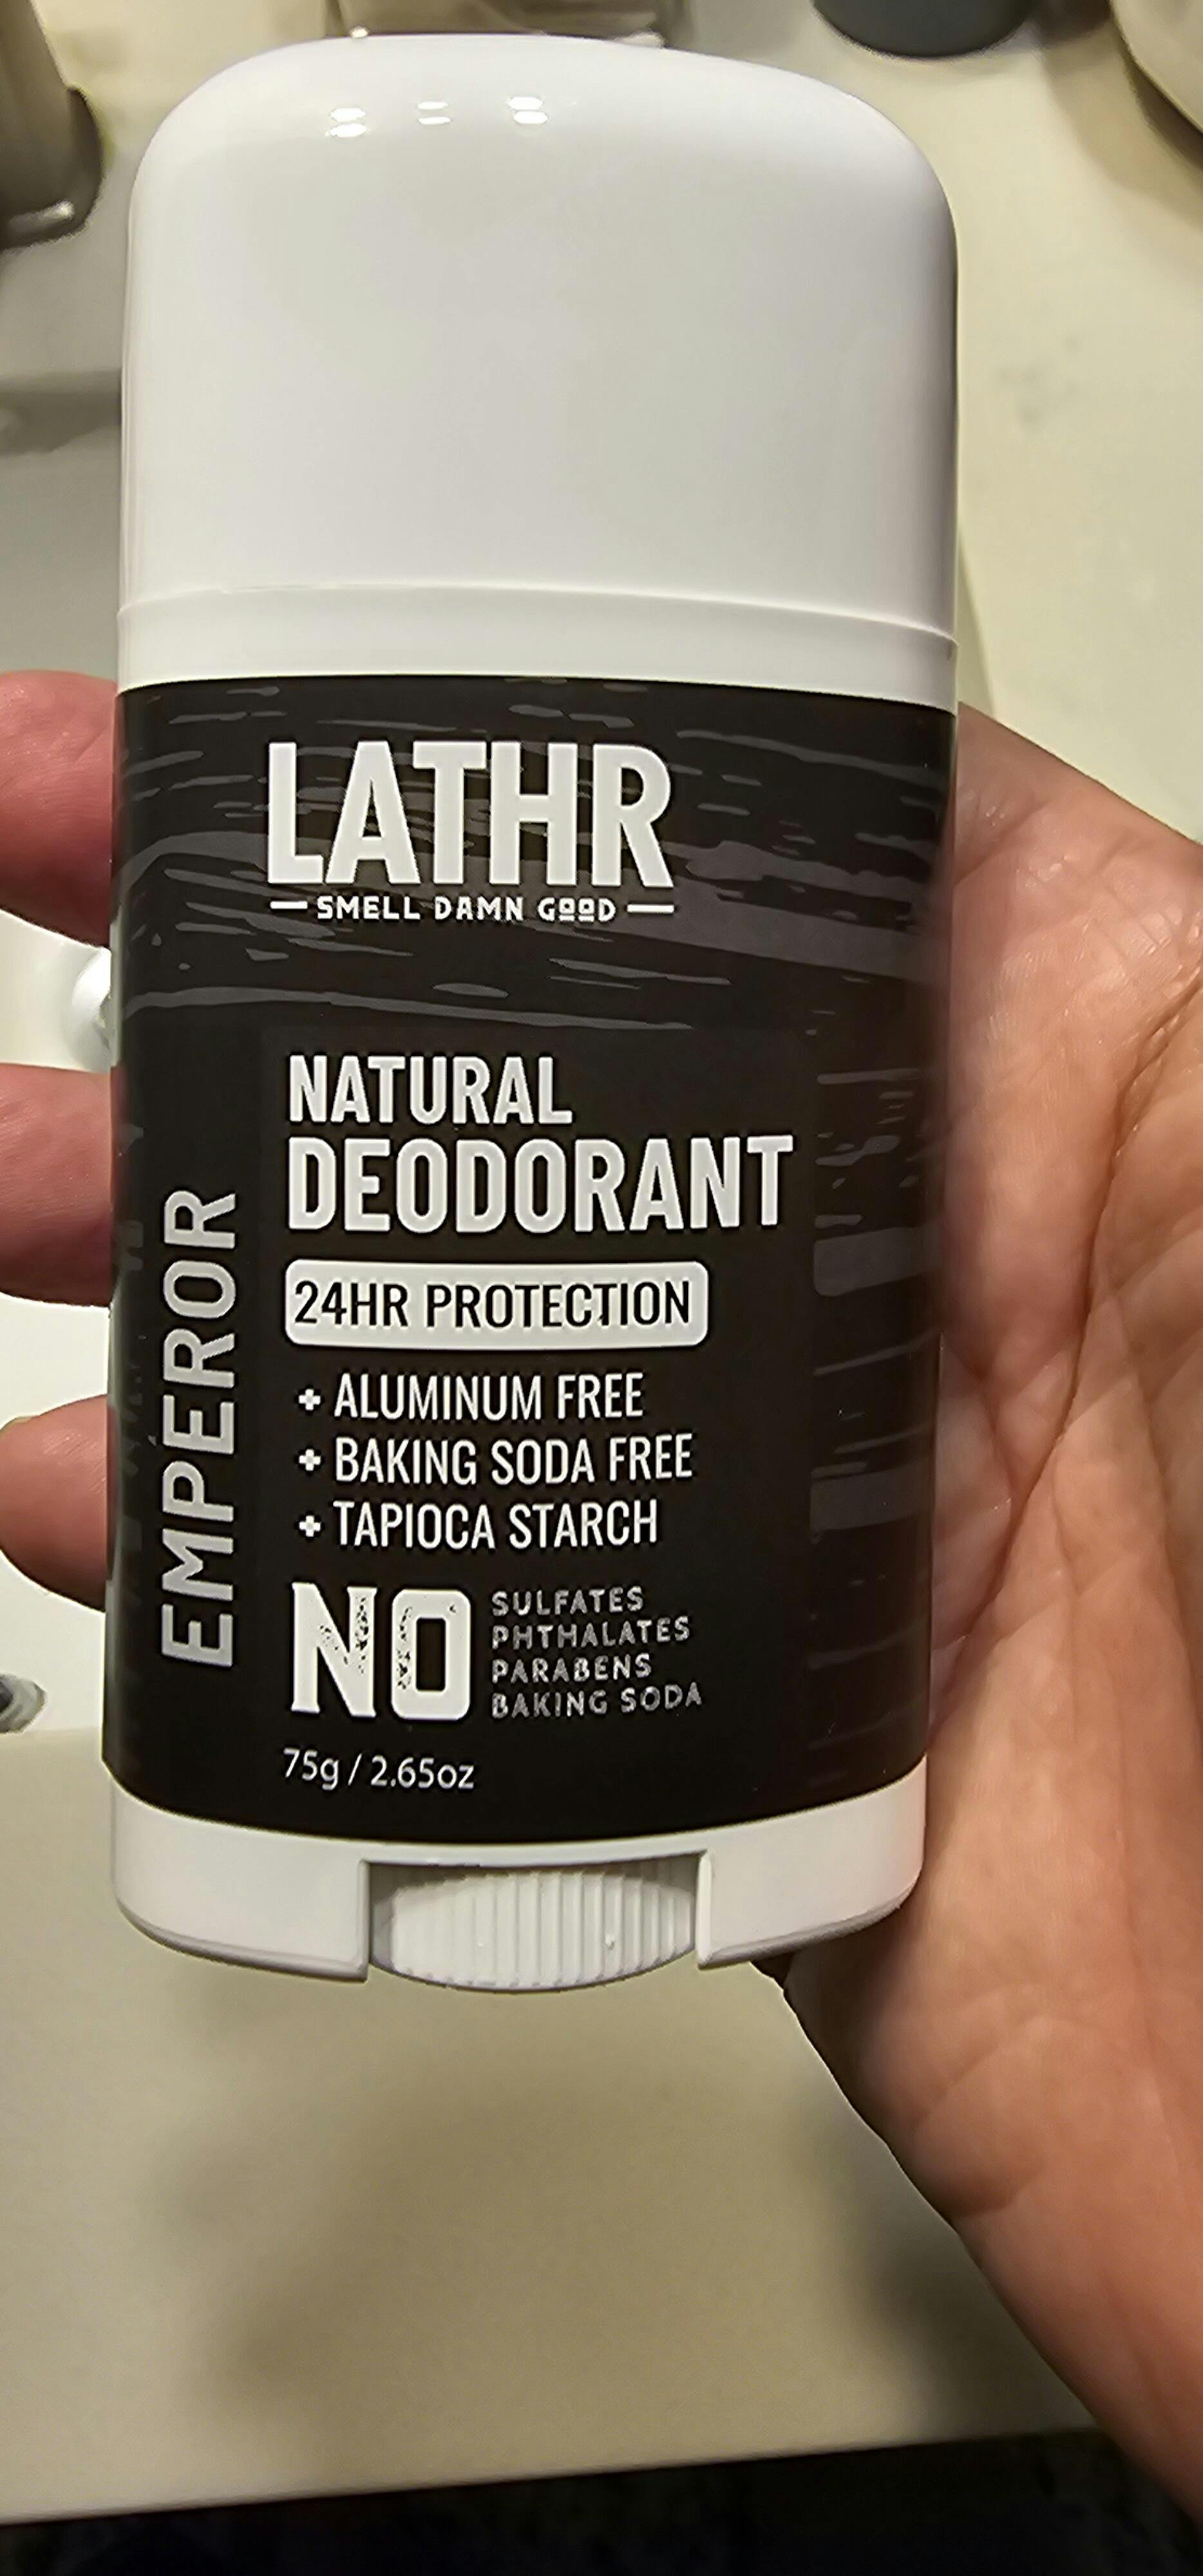 LATHR
SMELL DAMN GOOD
NATURAL
DEODORANT
24HR PROTECTION
+ ALUMINUM FREE
+ BAKING SODA FREE
+ TAPIOCA STARCH
EMPEROR
NO
SULFATES
PHTHALATES
PARABENS
BAKING SODA
75g / 2.65oz